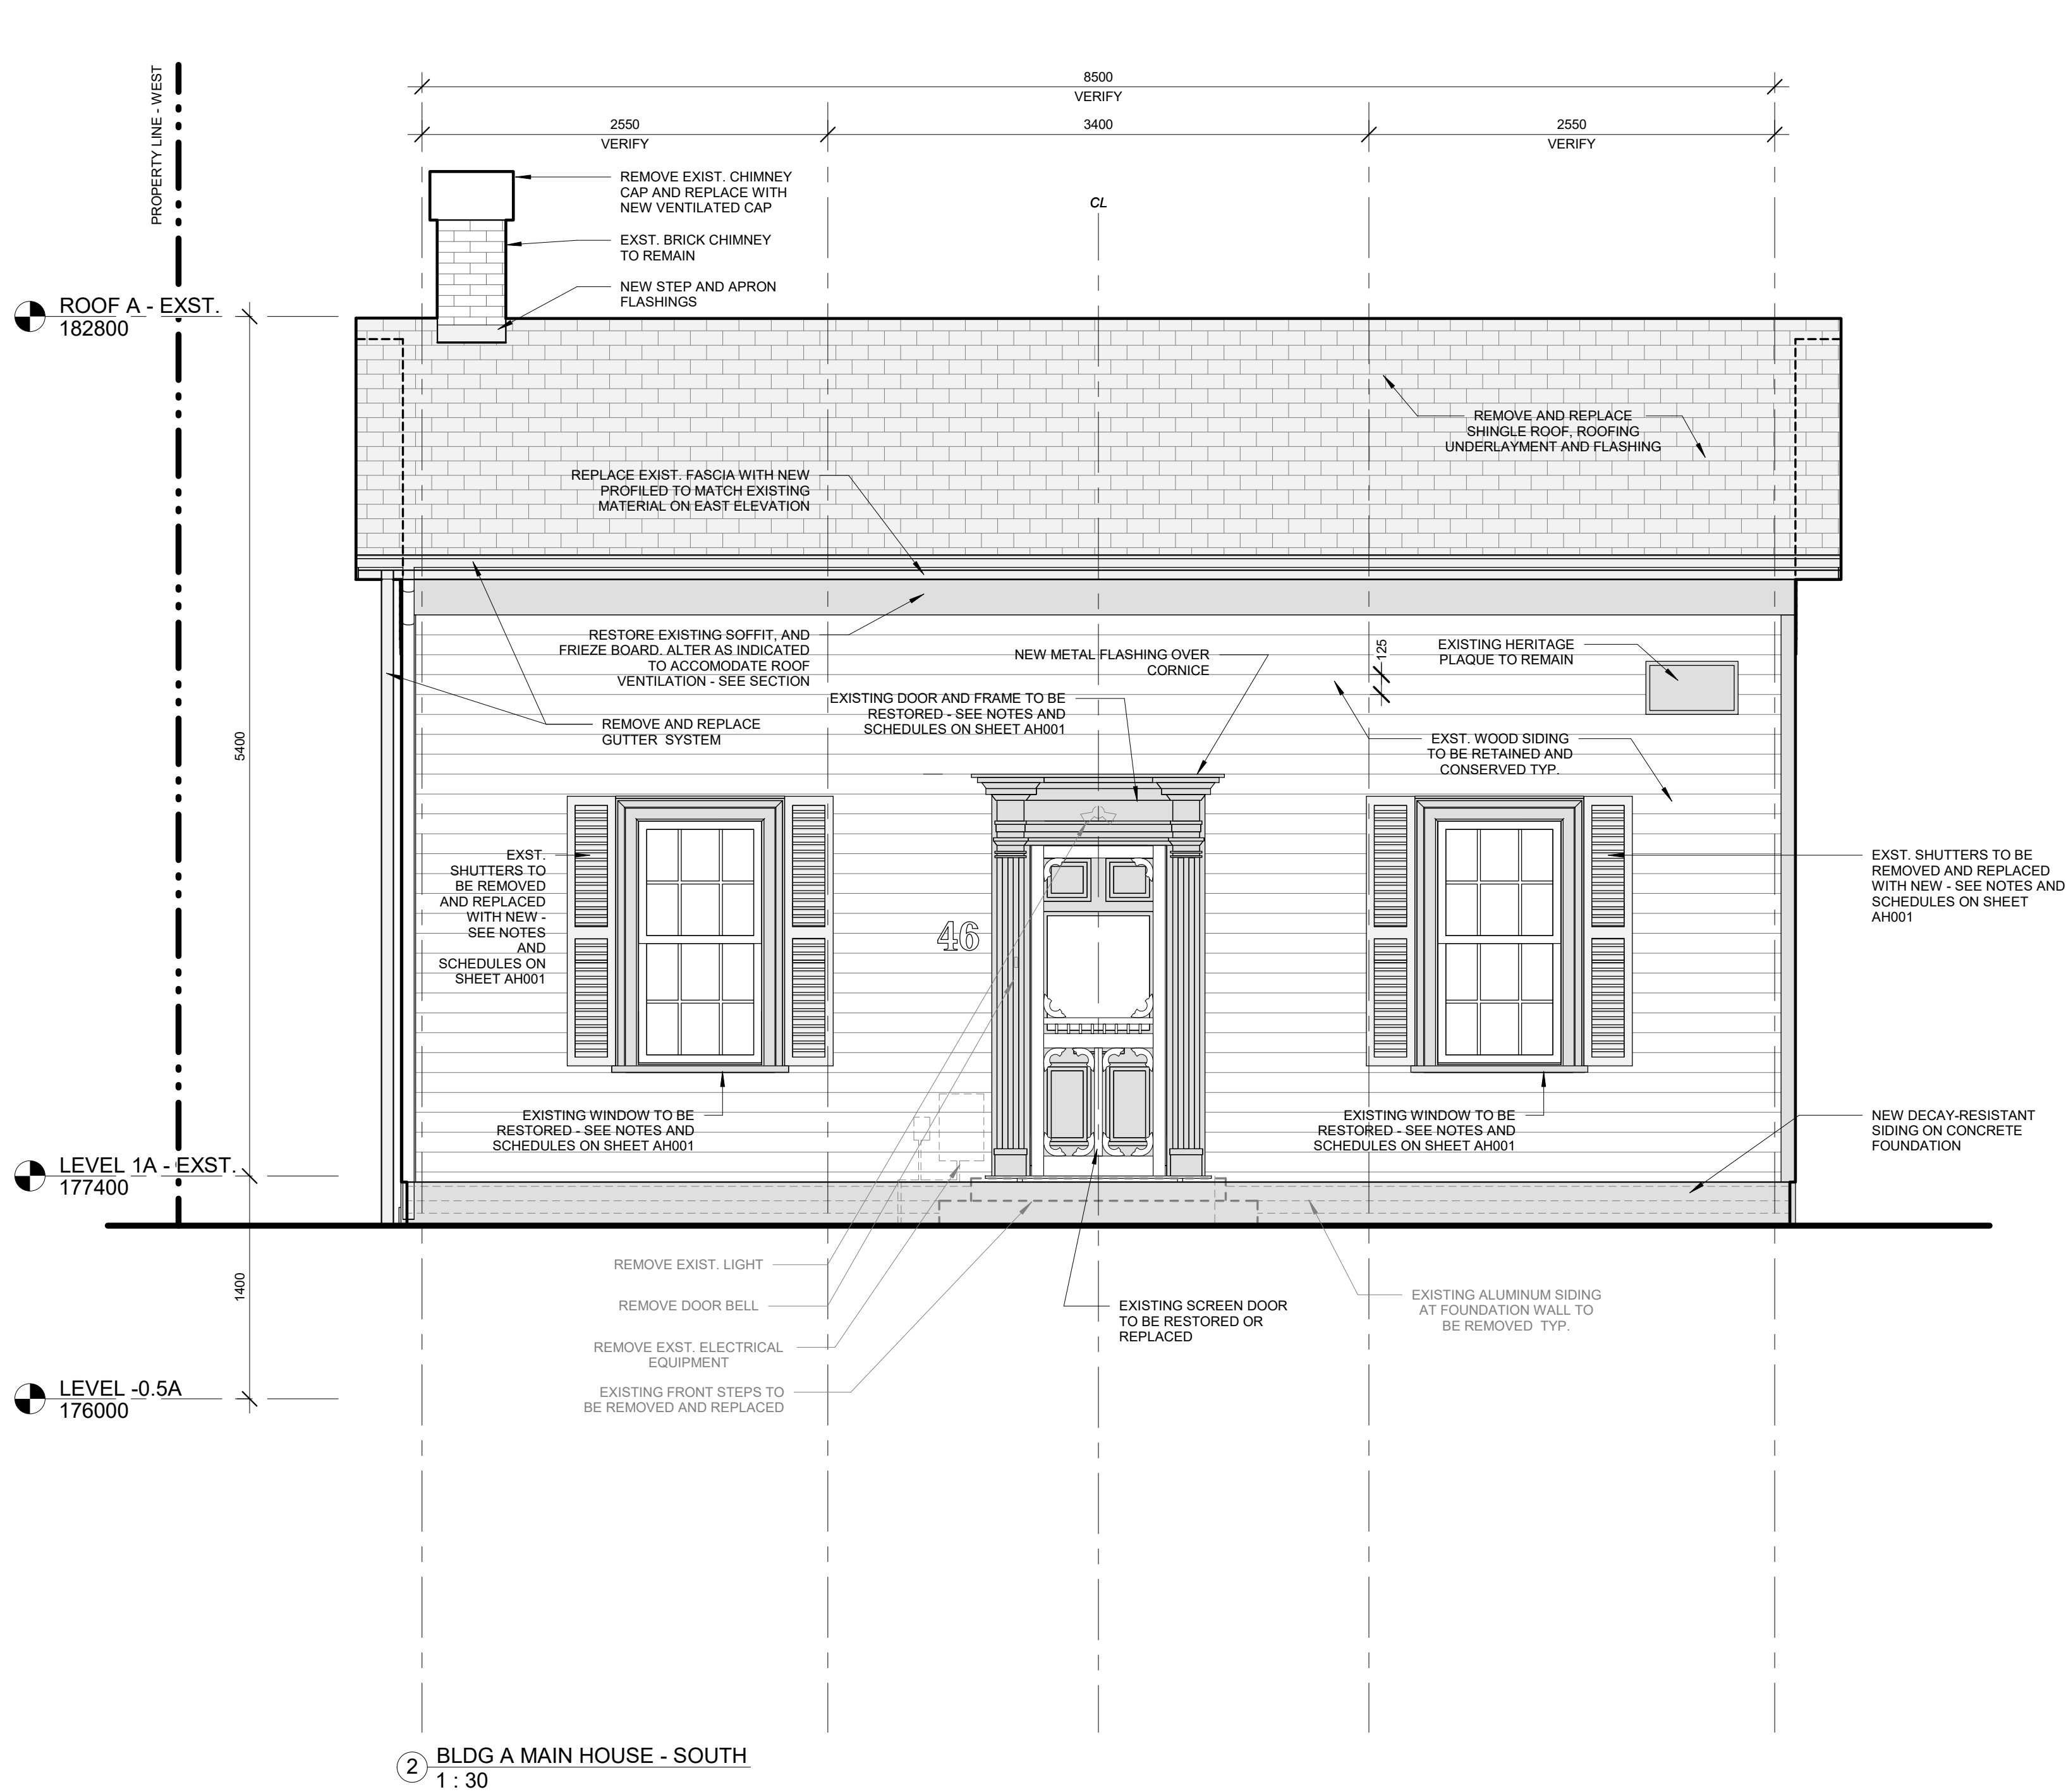 8500
VERIFY
2550
VERIFY
3400
2550
VERIFY
PROPERTY LINE - WEST
REMOVE EXIST. CHIMNEY
CAP AND REPLACE WITH
NEW VENTILATED CAP
CL
EXST. BRICK CHIMNEY
TO REMAIN
NEW STEP AND APRON
FLASHINGS
ROOF A - EXST.
182800
REMOVE AND REPLACE
SHINGLE ROOF, ROOFING
UNDERLAYMENT AND FLASHING
REPLACE EXIST. FASCIA WITH NEW
PROFILED TO MATCH EXISTING
MATERIAL ON EAST ELEVATION
RESTORE EXISTING SOFFIT, AND
FRIEZE BOARD. ALTER AS INDICATED
TO ACCOMODATE ROOF
VENTILATION - SEE SECTION
NEW METAL FLASHING OVER
CORNICE
125
EXISTING HERITAGE
PLAQUE TO REMAIN
EXISTING DOOR AND FRAME TO BE
RESTORED - SEE NOTES AND
SCHEDULES ON SHEET AH001
REMOVE AND REPLACE
GUTTER SYSTEM
EXST. WOOD SIDING
TO BE RETAINED AND
CONSERVED TYP.
5400
EXST.
SHUTTERS TO
BE REMOVED
AND REPLACED
WITH NEW -
SEE NOTES
AND
SCHEDULES ON
SHEET AH001
46
EXST. SHUTTERS TO BE
REMOVED AND REPLACED
WITH NEW - SEE NOTES AND
SCHEDULES ON SHEET
AH001
EXISTING WINDOW TO BE
RESTORED - SEE NOTES AND
SCHEDULES ON SHEET AH001
EXISTING WINDOW TO BE
RESTORED - SEE NOTES AND
SCHEDULES ON SHEET AH001
NEW DECAY-RESISTANT
SIDING ON CONCRETE
FOUNDATION
LEVEL 1A - EXST.
177400
1400
REMOVE EXIST. LIGHT
REMOVE DOOR BELL
REMOVE EXST. ELECTRICAL
EQUIPMENT
EXISTING FRONT STEPS TO
BE REMOVED AND REPLACED
EXISTING SCREEN DOOR
TO BE RESTORED OR
REPLACED
EXISTING ALUMINUM SIDING
AT FOUNDATION WALL TO
BE REMOVED TYP.
LEVEL -0.5A
176000
2
BLDG A MAIN HOUSE - SOUTH
1 : 30